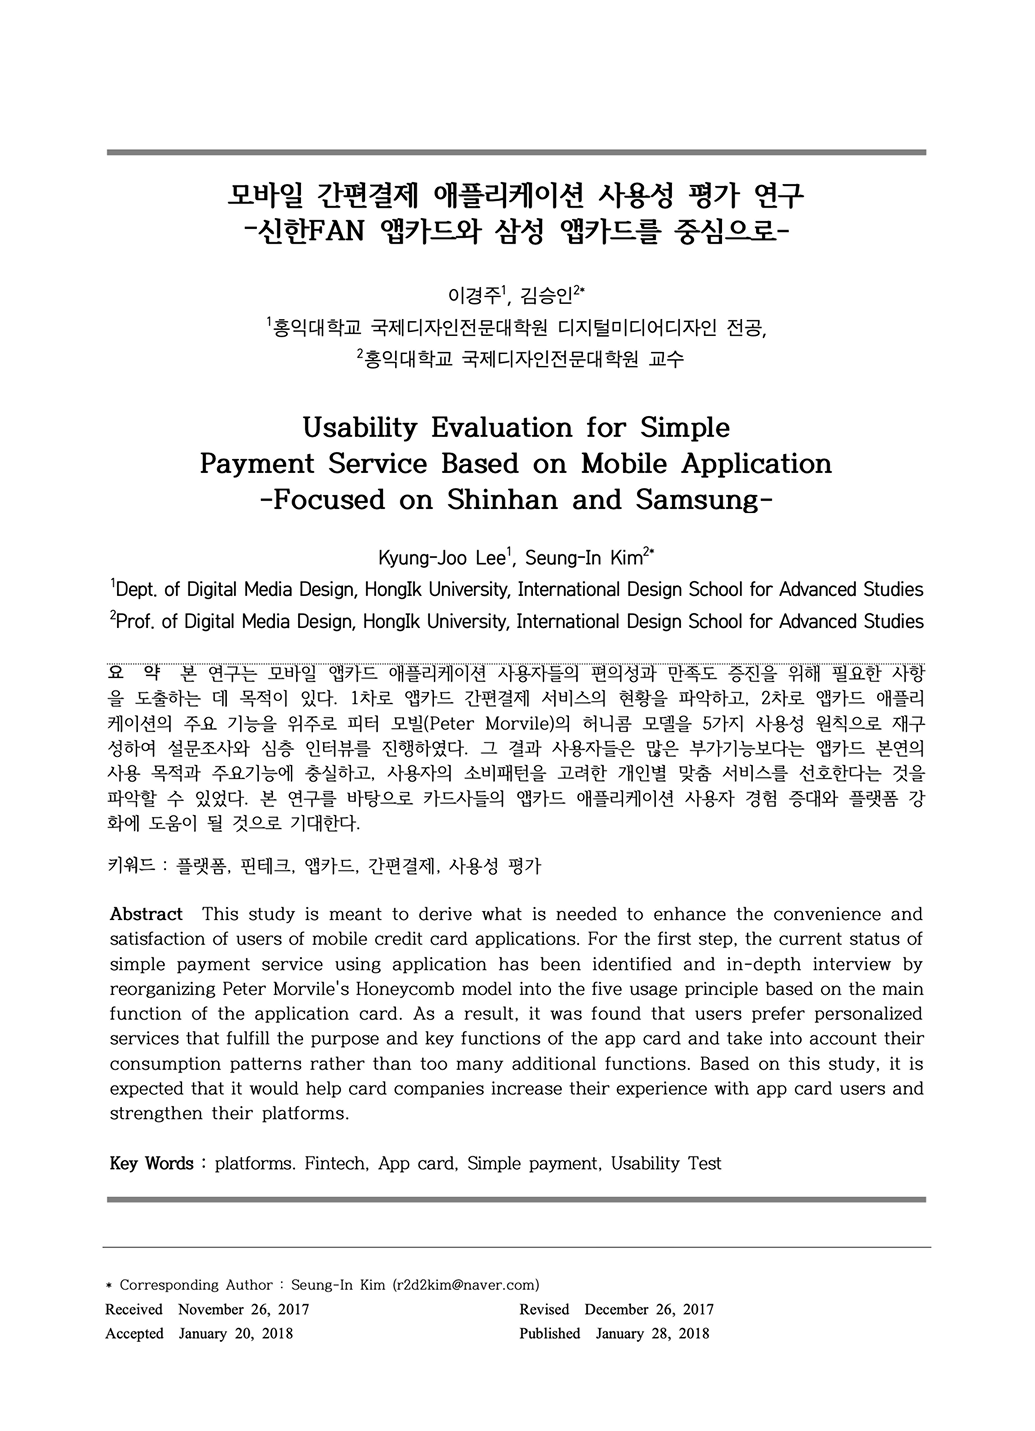 모바일 간편결제 애플리케이션 사용성 평가 연구
-신한FAN 앱카드와 삼성 앱카드를 중심으로-
이경주1, 김승인2*
1홍익대학교 국제디자인전문대학원 디지털미디어디자인 전공,
2홍익대학교 국제디자인전문대학원 교수
Usability Evaluation for Simple
Payment Service Based on Mobile Application
-Focused on Shinhan and Samsung-
Kyung-Joo Lee1, Seung-In Kim2*
1Dept. of Digital Media Design, HongIk University, International Design School for Advanced Studies
2Prof. of Digital Media Design, HongIk University, International Design School for Advanced Studies
요 약 본 연구는 모바일 앱카드 애플리케이션 사용자들의 편의성과 만족도 증진을 위해 필요한 사항
을 도출하는 데 목적이 있다. 1차로 앱카드 간편결제 서비스의 현황을 파악하고, 2차로 앱카드 애플리
케이션의 주요 기능을 위주로 피터 모빌(Peter Morvile)의 허니콤 모델을 5가지 사용성 원칙으로 재구
성하여 설문조사와 심층 인터뷰를 진행하였다. 그 결과 사용자들은 많은 부가기능보다는 앱카드 본연의
사용 목적과 주요기능에 충실하고, 사용자의 소비패턴을 고려한 개인별 맞춤 서비스를 선호한다는 것을
파악할 수 있었다. 본 연구를 바탕으로 카드사들의 앱카드 애플리케이션 사용자 경험 증대와 플랫폼 강
화에 도움이 될 것으로 기대한다.
키워드 : 플랫폼, 핀테크, 앱카드, 간편결제, 사용성 평가
Abstract This study is meant to derive what is needed to enhance the convenience and
satisfaction of users of mobile credit card applications. For the first step, the current status of
simple payment service using application has been identified and in-depth interview by
reorganizing Peter Morvile's Honeycomb model into the five usage principle based on the main
function of the application card. As a result, it was found that users prefer personalized
services that fulfill the purpose and key functions of the app card and take into account their
consumption patterns rather than too many additional functions. Based on this study, it is
expected that it would help card companies increase their experience with app card users and
strengthen their platforms.
Key Words : platforms. Fintech, App card, Simple payment, Usability Test
* Corresponding Author : Seung-In Kim (r2d2kim@naver.com)
Received November 26, 2017 Revised December 26, 2017
Accepted January 20, 2018 Published January 28, 2018